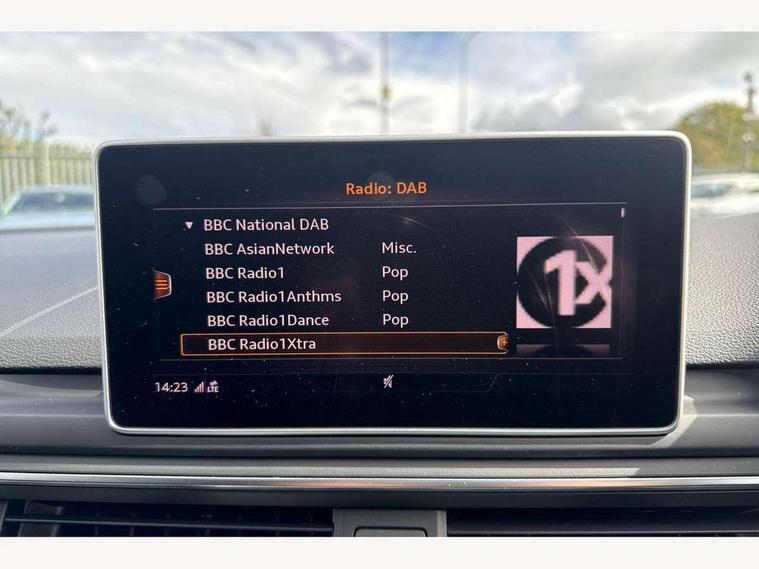 Radio: DAB
BBC National DAB
BBC AsianNetwork Misc.
BBC Radio1 Pop
BBC Radio1Anthms Pop
BBC Radio1Dance Pop
BBC Radio1Xtra
1X
14:23 LTE